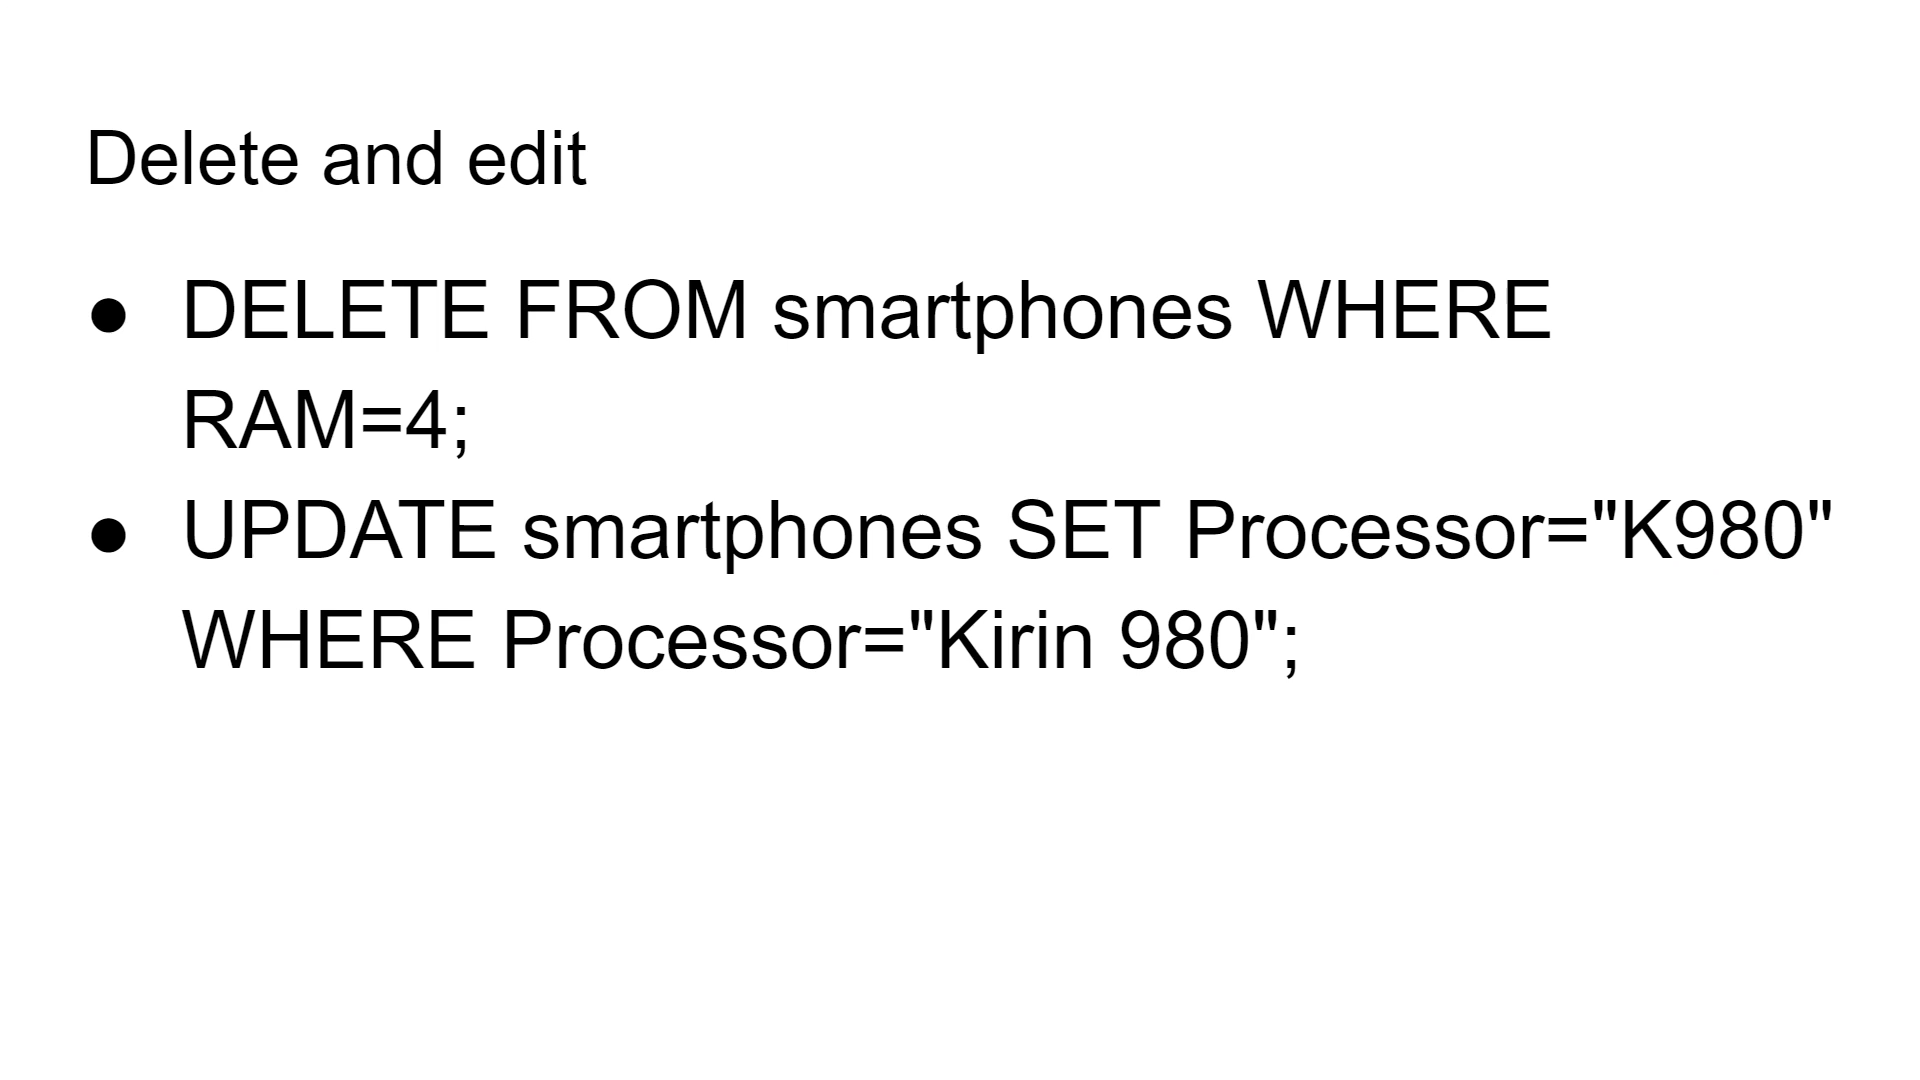 Delete and edit
● DELETE FROM smartphones WHERE
RAM=4;
● UPDATE smartphones SET Processor="K980"
WHERE Processor="Kirin 980";